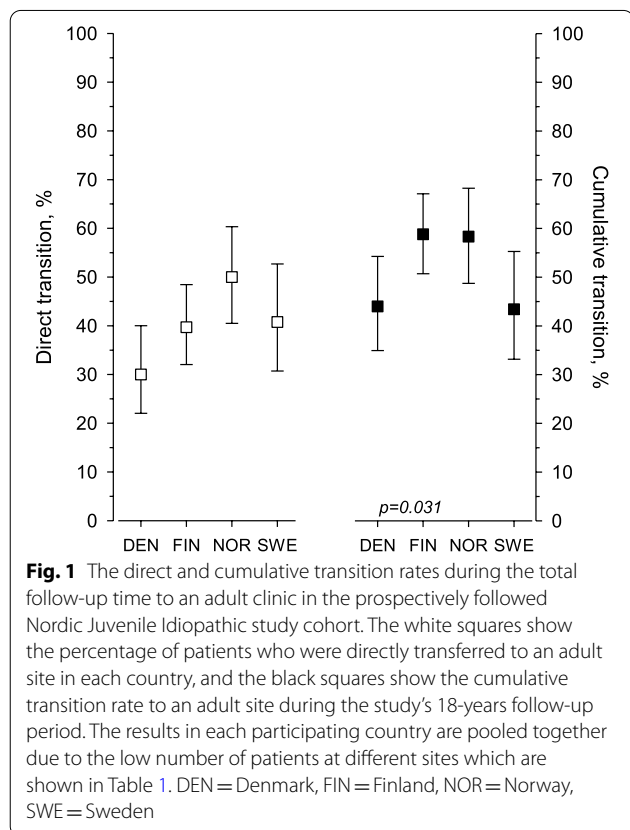 100
90
80
70
60
50
40
30
20
10
0
Direct transition, %
DEN FIN NOR SWE
p=0.031
DEN FIN NOR SWE
100
90
80
70
60
50
40
30
20
10
0
Cumulative transition, %
Fig. 1 The direct and cumulative transition rates during the total
follow-up time to an adult clinic in the prospectively followed
Nordic Juvenile Idiopathic study cohort. The white squares show
the percentage of patients who were directly transferred to an adult
site in each country, and the black squares show the cumulative
transition rate to an adult site during the study’s 18-years follow-up
period. The results in each participating country are pooled together
due to the low number of patients at different sites which are
shown in Table 1. DEN = Denmark, FIN = Finland, NOR = Norway,
SWE = Sweden